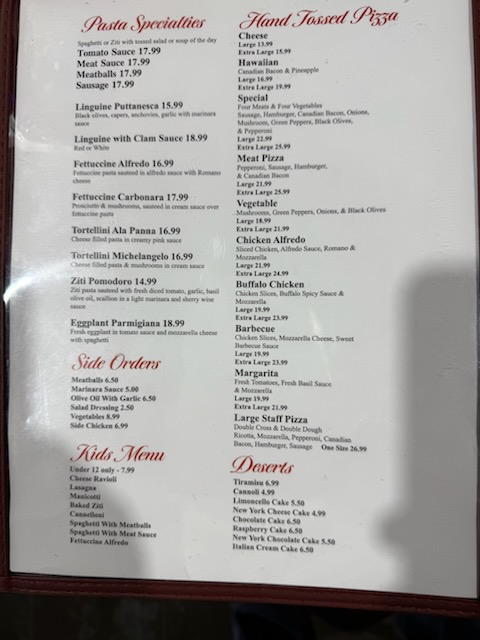 Pasta Specialties
Spaghetti or Ziti with tossed salad or soup of the day
Tomato Sauce 17.99
Meat Sauce 17.99
Meatballs 17.99
Sausage 17.99
Linguine Puttanesca 15.99
Black olives, capers, anchovies, garlic with marinara
sauce
Linguine with Clam Sauce 18.99
Red or White
Fettuccine Alfredo 16.99
Fettuccine pasta sauteed in alfredo sauce with Romano
cheese
Fettuccine Carbonara 17.99
Prosciutto & mushrooms, sauteed in cream sauce over
fettuccine pasta
Tortellini Ala Panna 16.99
Cheese filled pasta in creamy pink sauce
Tortellini Michelangelo 16.99
Cheese filled pasta & mushrooms in cream sauce
Ziti Pomodoro 14.99
Ziti pasta sauteed with fresh diced tomato, garlic, basil
olive oil, scallion in a light marinara and sherry wine
sauce
Eggplant Parmigiana 18.99
Fresh eggplant in tomato sauce and mozzarella cheese
with spaghetti
Side Orders
Meatballs 6.50
Marinara Sauce 5.00
Olive Oil With Garlic 6.50
Salad Dressing 2.50
Vegetables 8.99
Side Chicken 6.99
Kids Menu
Under 12 only - 7.99
Cheese Ravioli
Lasagna
Manicotti
Baked Ziti
Cannelloni
Spaghetti With Meatballs
Spaghetti With Meat Sauce
Fettuccine Alfredo
Hand Tossed Pizza
Cheese
Large 13.99
Extra Large 15.99
Hawaiian
Canadian Bacon & Pineapple
Large 16.99
Extra Large 19.99
Special
Four Meats & Four Vegetables
Sausage, Hamburger, Canadian Bacon, Onions,
Mushroom, Green Peppers, Black Olives,
& Pepperoni
Large 22.99
Extra Large 25.99
Meat Pizza
Pepperoni, Sausage, Hamburger,
& Canadian Bacon
Large 21.99
Extra Large 25.99
Vegetable
Mushrooms, Green Peppers, Onions, & Black Olives
Large 18.99
Extra Large 21.99
Chicken Alfredo
Sliced Chicken, Alfredo Sauce, Romano &
Mozzarella
Large 21.99
Extra Large 24.99
Buffalo Chicken
Chicken Slices, Buffalo Spicy Sauce &
Mozzarella
Large 19.99
Extra Large 23.99
Barbecue
Chicken Slices, Mozzarella Cheese, Sweet
Barbecue Sauce
Large 19.99
Extra Large 23.99
Margarita
Fresh Tomatoes, Fresh Basil Sauce
& Mozzarella
Large 19.99
Extra Large 21.99
Large Staff Pizza
Double Cross & Double Dough
Ricotta, Mozzarella, Pepperoni, Canadian
Bacon, Hamburger, Sausage One Size 26.99
Deserts
Tiramisu 6.99
Cannoli 4.99
Limoncello Cake 5.50
New York Cheese Cake 4.99
Chocolate Cake 6.50
Raspberry Cake 6.50
New York Chocolate Cake 5.50
Italian Cream Cake 6.50